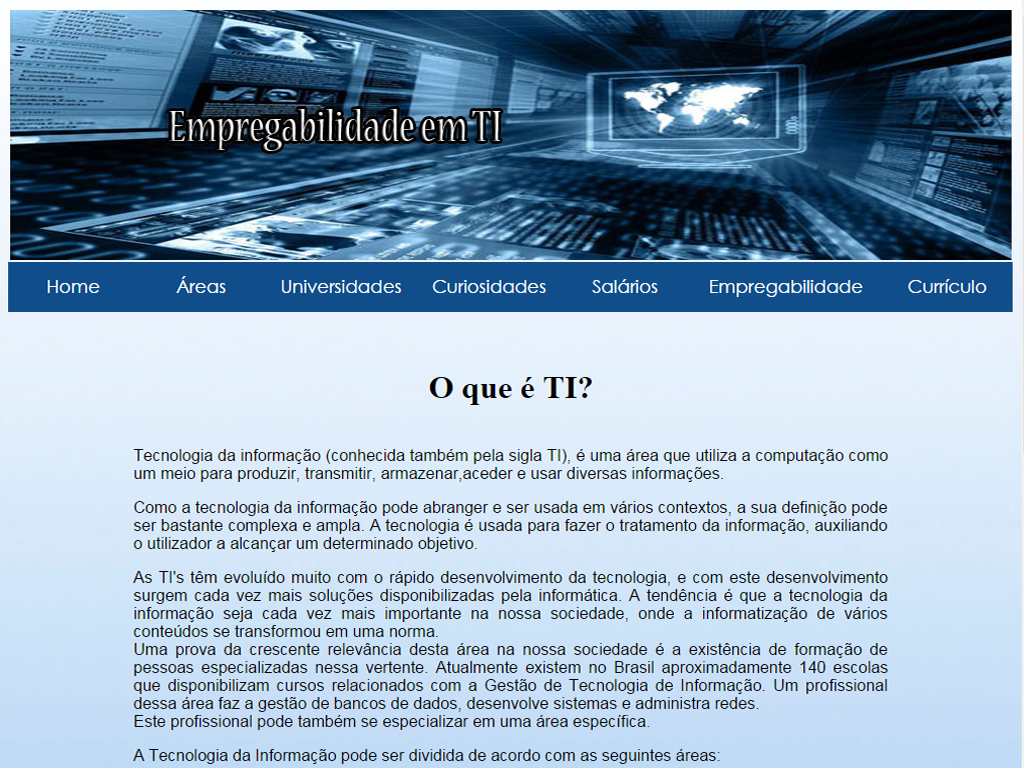 Empregabilidade em TI
Home Áreas Universidades Curiosidades Salários Empregabilidade Currículo
O que é TI?
Tecnologia da informação (conhecida também pela sigla TI), é uma área que utiliza a computação como
um meio para produzir, transmitir, armazenar,aceder e usar diversas informações.
Como a tecnologia da informação pode abranger e ser usada em vários contextos, a sua definição pode
ser bastante complexa e ampla. A tecnologia é usada para fazer o tratamento da informação, auxiliando
o utilizador a alcançar um determinado objetivo.
As TI's têm evoluído muito com o rápido desenvolvimento da tecnologia, e com este desenvolvimento
surgem cada vez mais soluções disponibilizadas pela informática. A tendência é que a tecnologia da
informação seja cada vez mais importante na nossa sociedade, onde a informatização de vários
conteúdos se transformou em uma norma.
Uma prova da crescente relevância desta área na nossa sociedade é a existência de formação de
pessoas especializadas nessa vertente. Atualmente existem no Brasil aproximadamente 140 escolas
que disponibilizam cursos relacionados com a Gestão de Tecnologia de Informação. Um profissional
dessa área faz a gestão de bancos de dados, desenvolve sistemas e administra redes.
Este profissional pode também se especializar em uma área específica.
A Tecnologia da Informação pode ser dividida de acordo com as seguintes áreas: